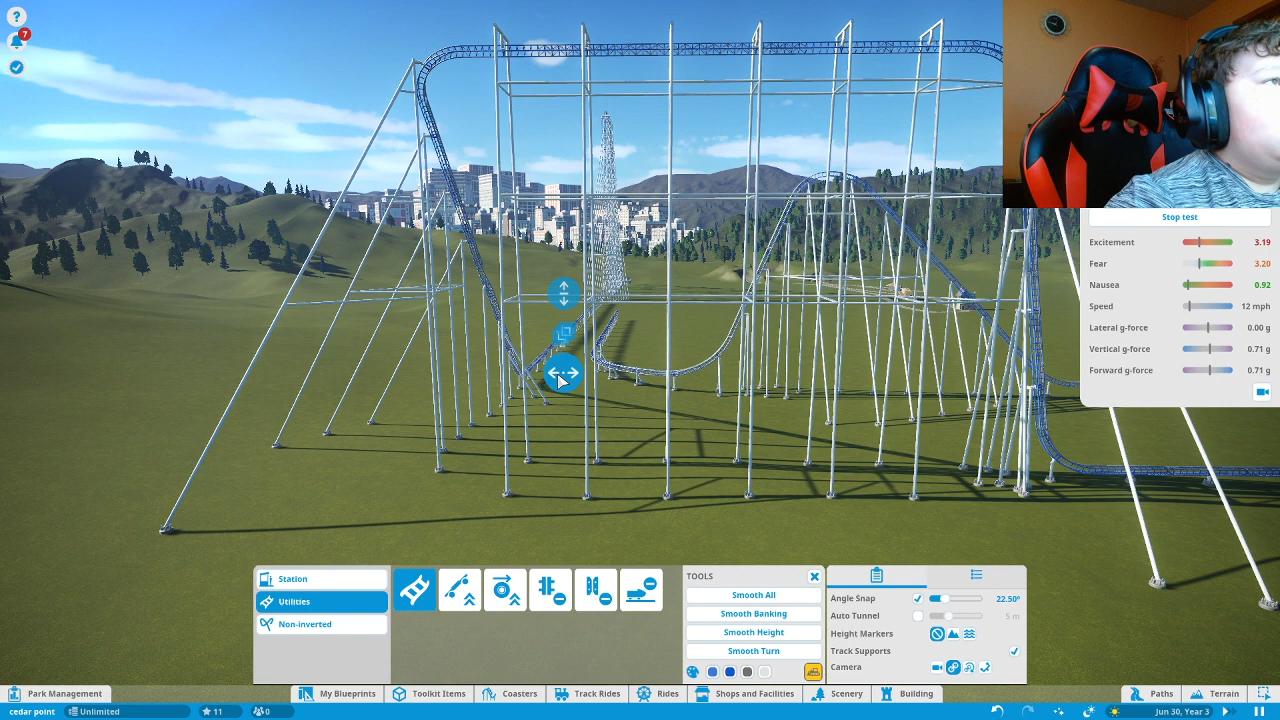 ?
7
Stop test
Excitement 3.19
Fear 3.20
Nausea 0.92
Speed 12 mph
Lateral g-force 0.00 g
Vertical g-force 0.71 g
Forward g-force 0.71 g
Station
Utilities
Non-inverted
TOOLS
Smooth All
Smooth Banking
Smooth Height
Smooth Turn
Angle Snap 22.50°
Auto Tunnel 5 m
Height Markers
Track Supports
Camera
Park Management
My Blueprints
Toolkit Items
Coasters
Track Rides
Rides
Shops and Facilities
Scenery
Building
Paths
Terrain
cedar point
Unlimited
11
0
Jun 30, Year 3